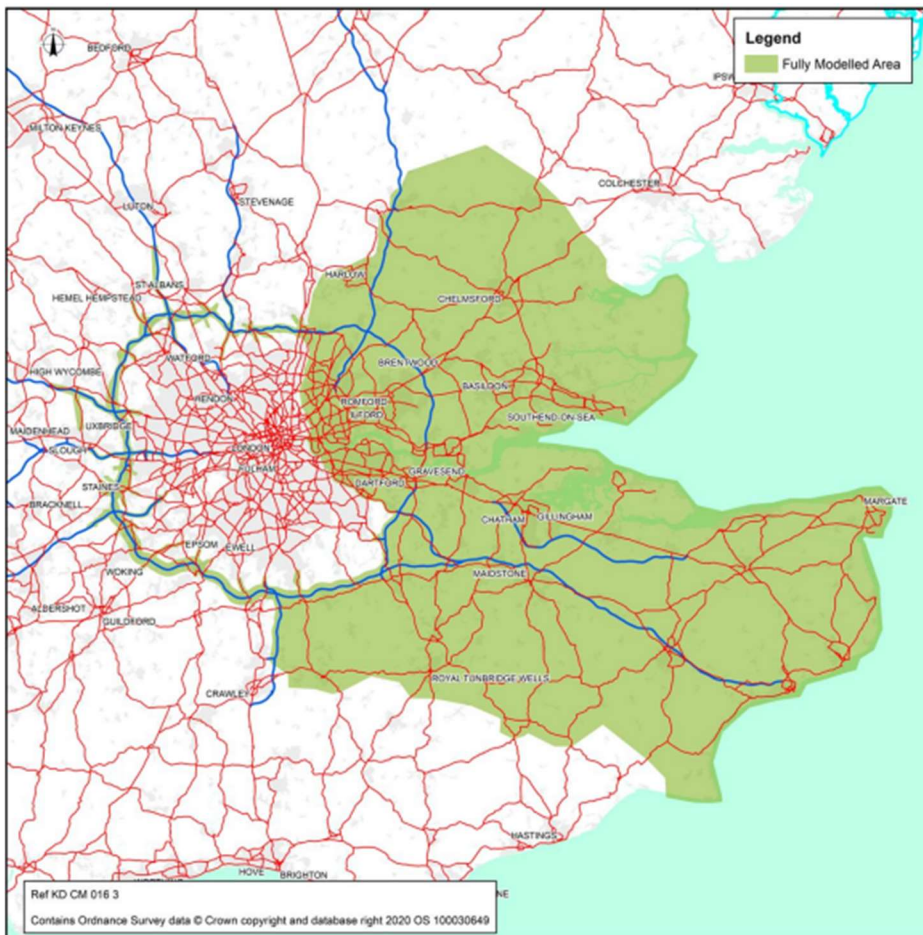 Legend
Fully Modelled Area
BEDFORD
MILTON KEYNES
COLCHESTER
LUTON
STEVENAGE
HARLOW
ST ALBANS
HEMEL HEMPSTEAD
CHELMSFORD
WATFORD
BRENTWOOD
HIGH WYCOMBE
HENDON
ROMFORD
BASILDON
ILFORD
SOUTHEND-ON-SEA
MAIDENHEAD
UXBRIDGE
SLOUGH
LONDON
FULHAM
GRAVESEND
DARTFORD
STAINES
BRACKNELL
CHATHAM
GILLINGHAM
MARGATE
EPSOM
EWELL
WOKING
MAIDSTONE
ALDERSHOT
GUILDFORD
ROYAL TUNBRIDGE WELLS
CRAWLEY
HASTINGS
HOVE
BRIGHTON
Ref KD CM 016 3
Contains Ordnance Survey data © Crown copyright and database right 2020 OS 100030649